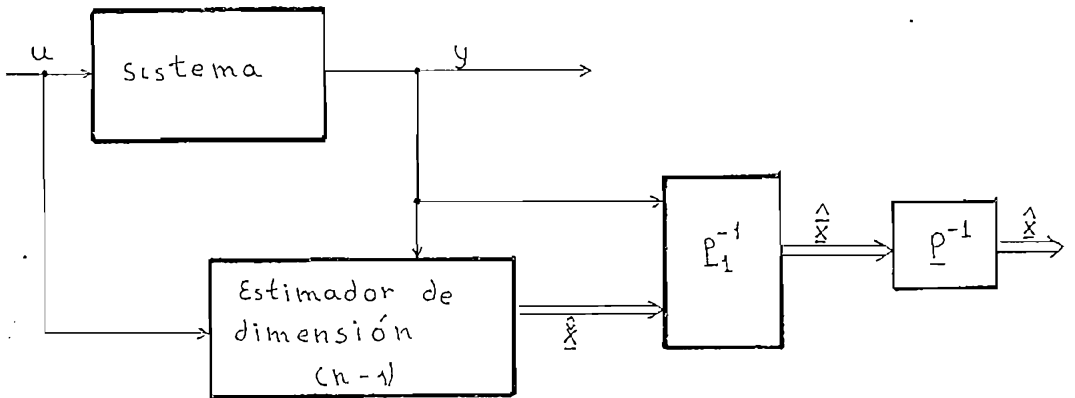 u
Sistema
y
P₁⁻¹
x̂
P⁻¹
x̂
Estimador de
dimensión
(n-1)
x̂